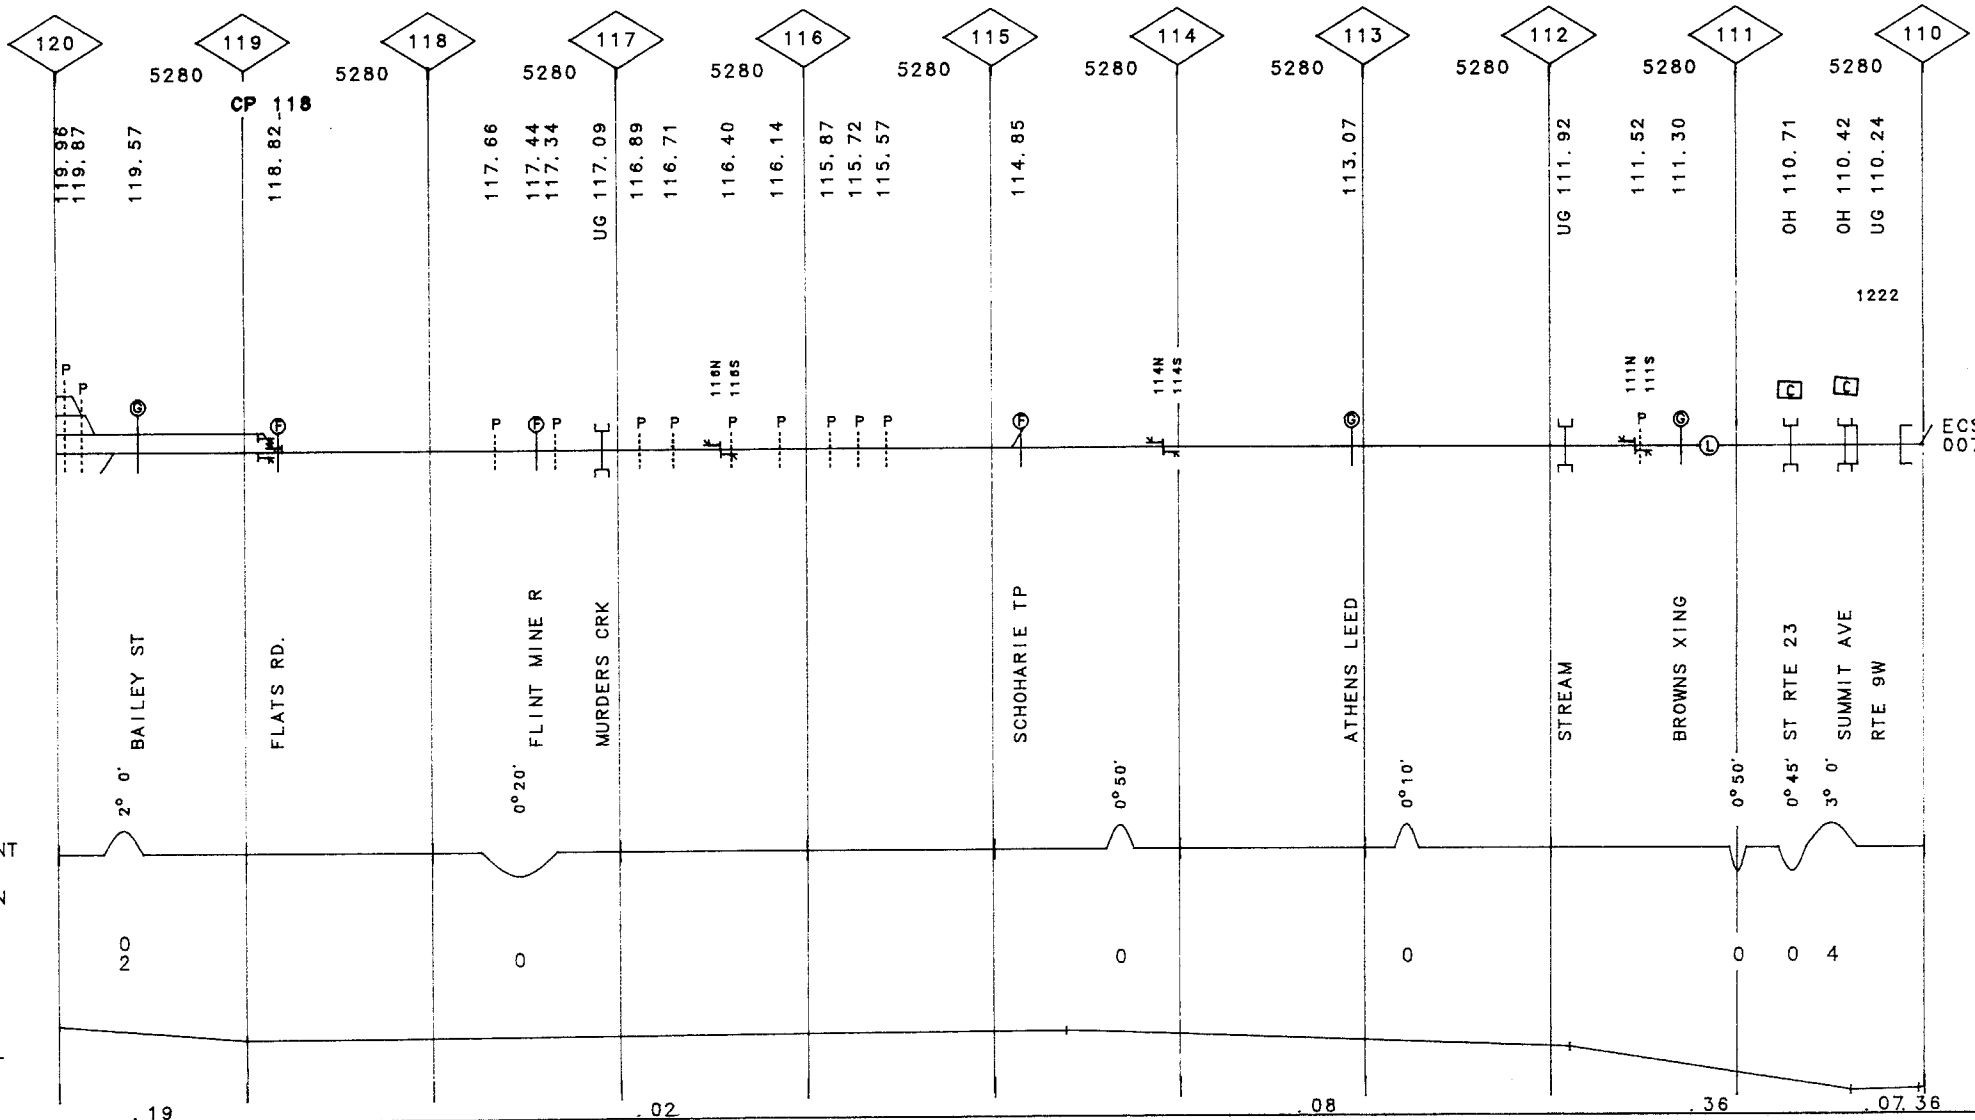 120 119 118 117 116 115 114 113 112 111 110
5280 5280 5280 5280 5280 5280 5280 5280 5280 5280
CP 118
119.96
119.87
119.57
118.82
117.66
117.44
117.34
UG 117.09
116.89
116.71
116.40
116.14
115.87
115.72
115.57
114.85
113.07
UG 111.92
111.52
111.30
OH 110.71
OH 110.42
UG 110.24
1222
116N
116S
114N
114S
111N
111S
C C
P P G F P F P P P P P P P P F G P G L
ECS
007
BAILEY ST
FLATS RD.
FLINT MINE R
MURDERS CRK
SCHOHARIE TP
ATHENS LEED
STREAM
BROWNS XING
ST RTE 23
SUMMIT AVE
RTE 9W
2° 0'
0°20'
0°50'
0°10'
0°50'
0°45'
3° 0'
NT
0 0 0 0 0 0 4
2
.19 .02 .08 .36 .07 .36